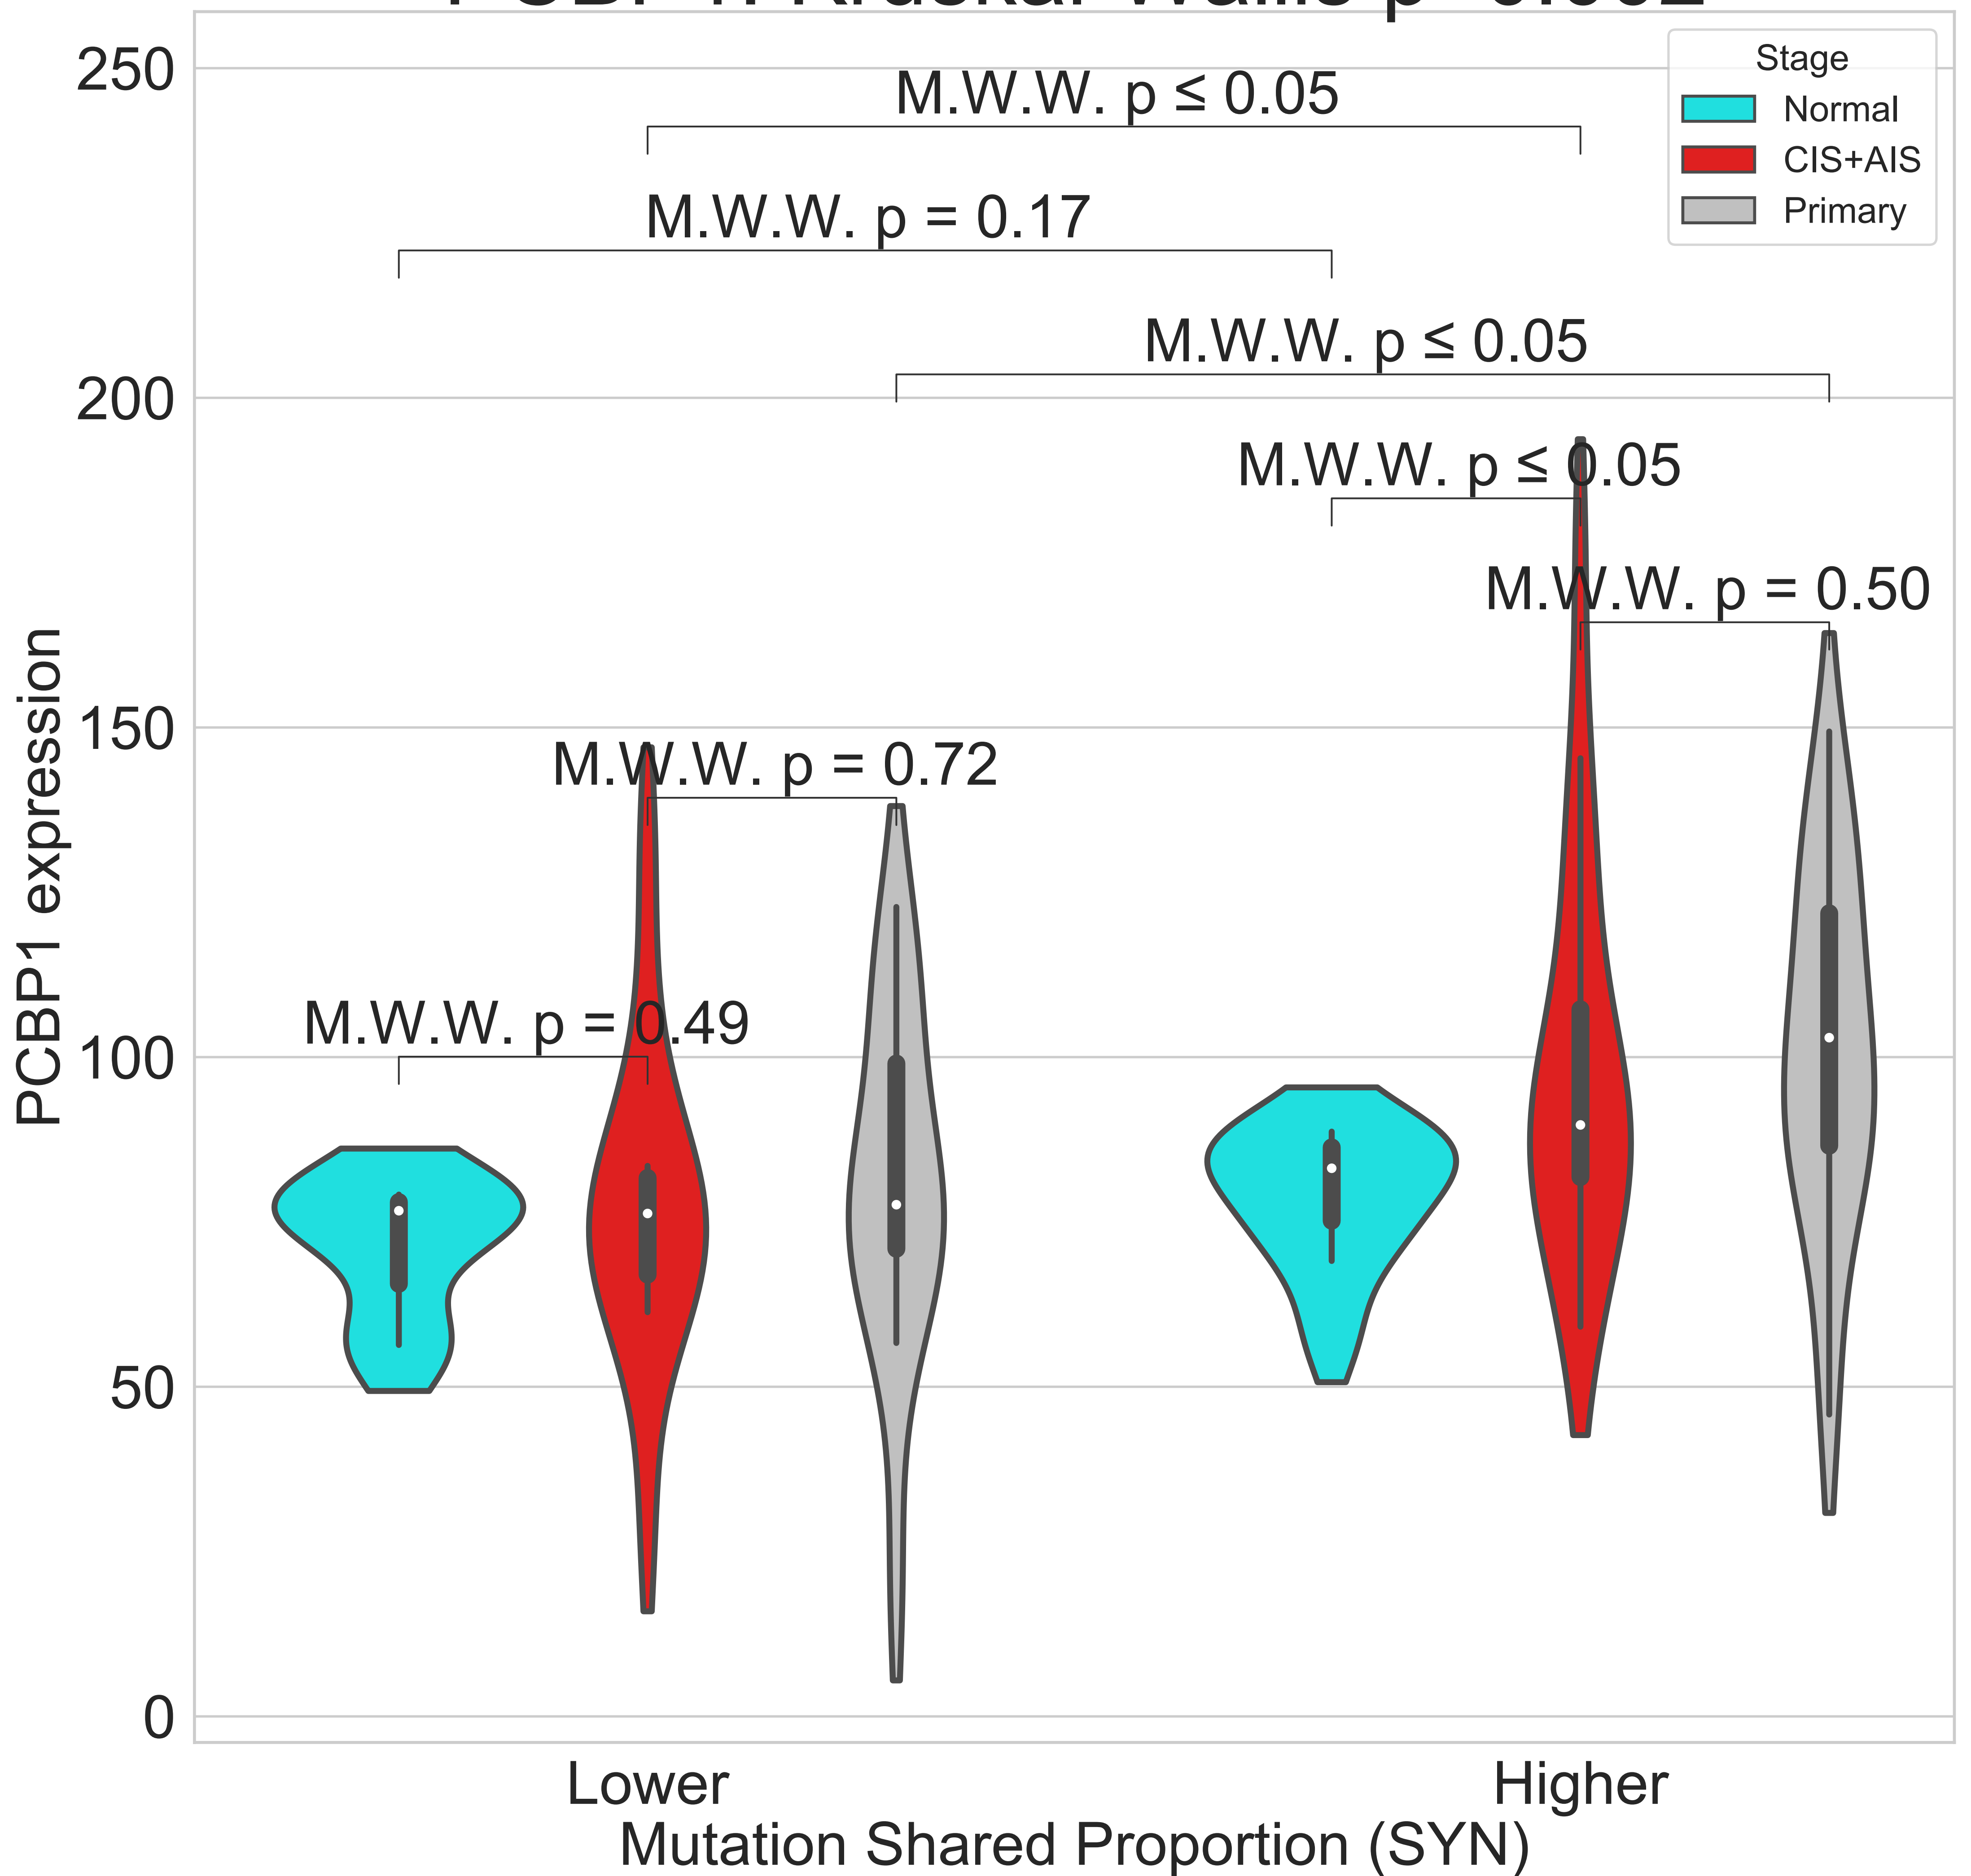 250
M.W.W. p ≤ 0.05
Stage
Normal
CIS+AIS
Primary
M.W.W. p = 0.17
M.W.W. p ≤ 0.05
200
M.W.W. p ≤ 0.05
M.W.W. p = 0.50
150
M.W.W. p = 0.72
PCBP1 expression
M.W.W. p = 0.49
100
50
0
Lower
Higher
Mutation Shared Proportion (SYN)